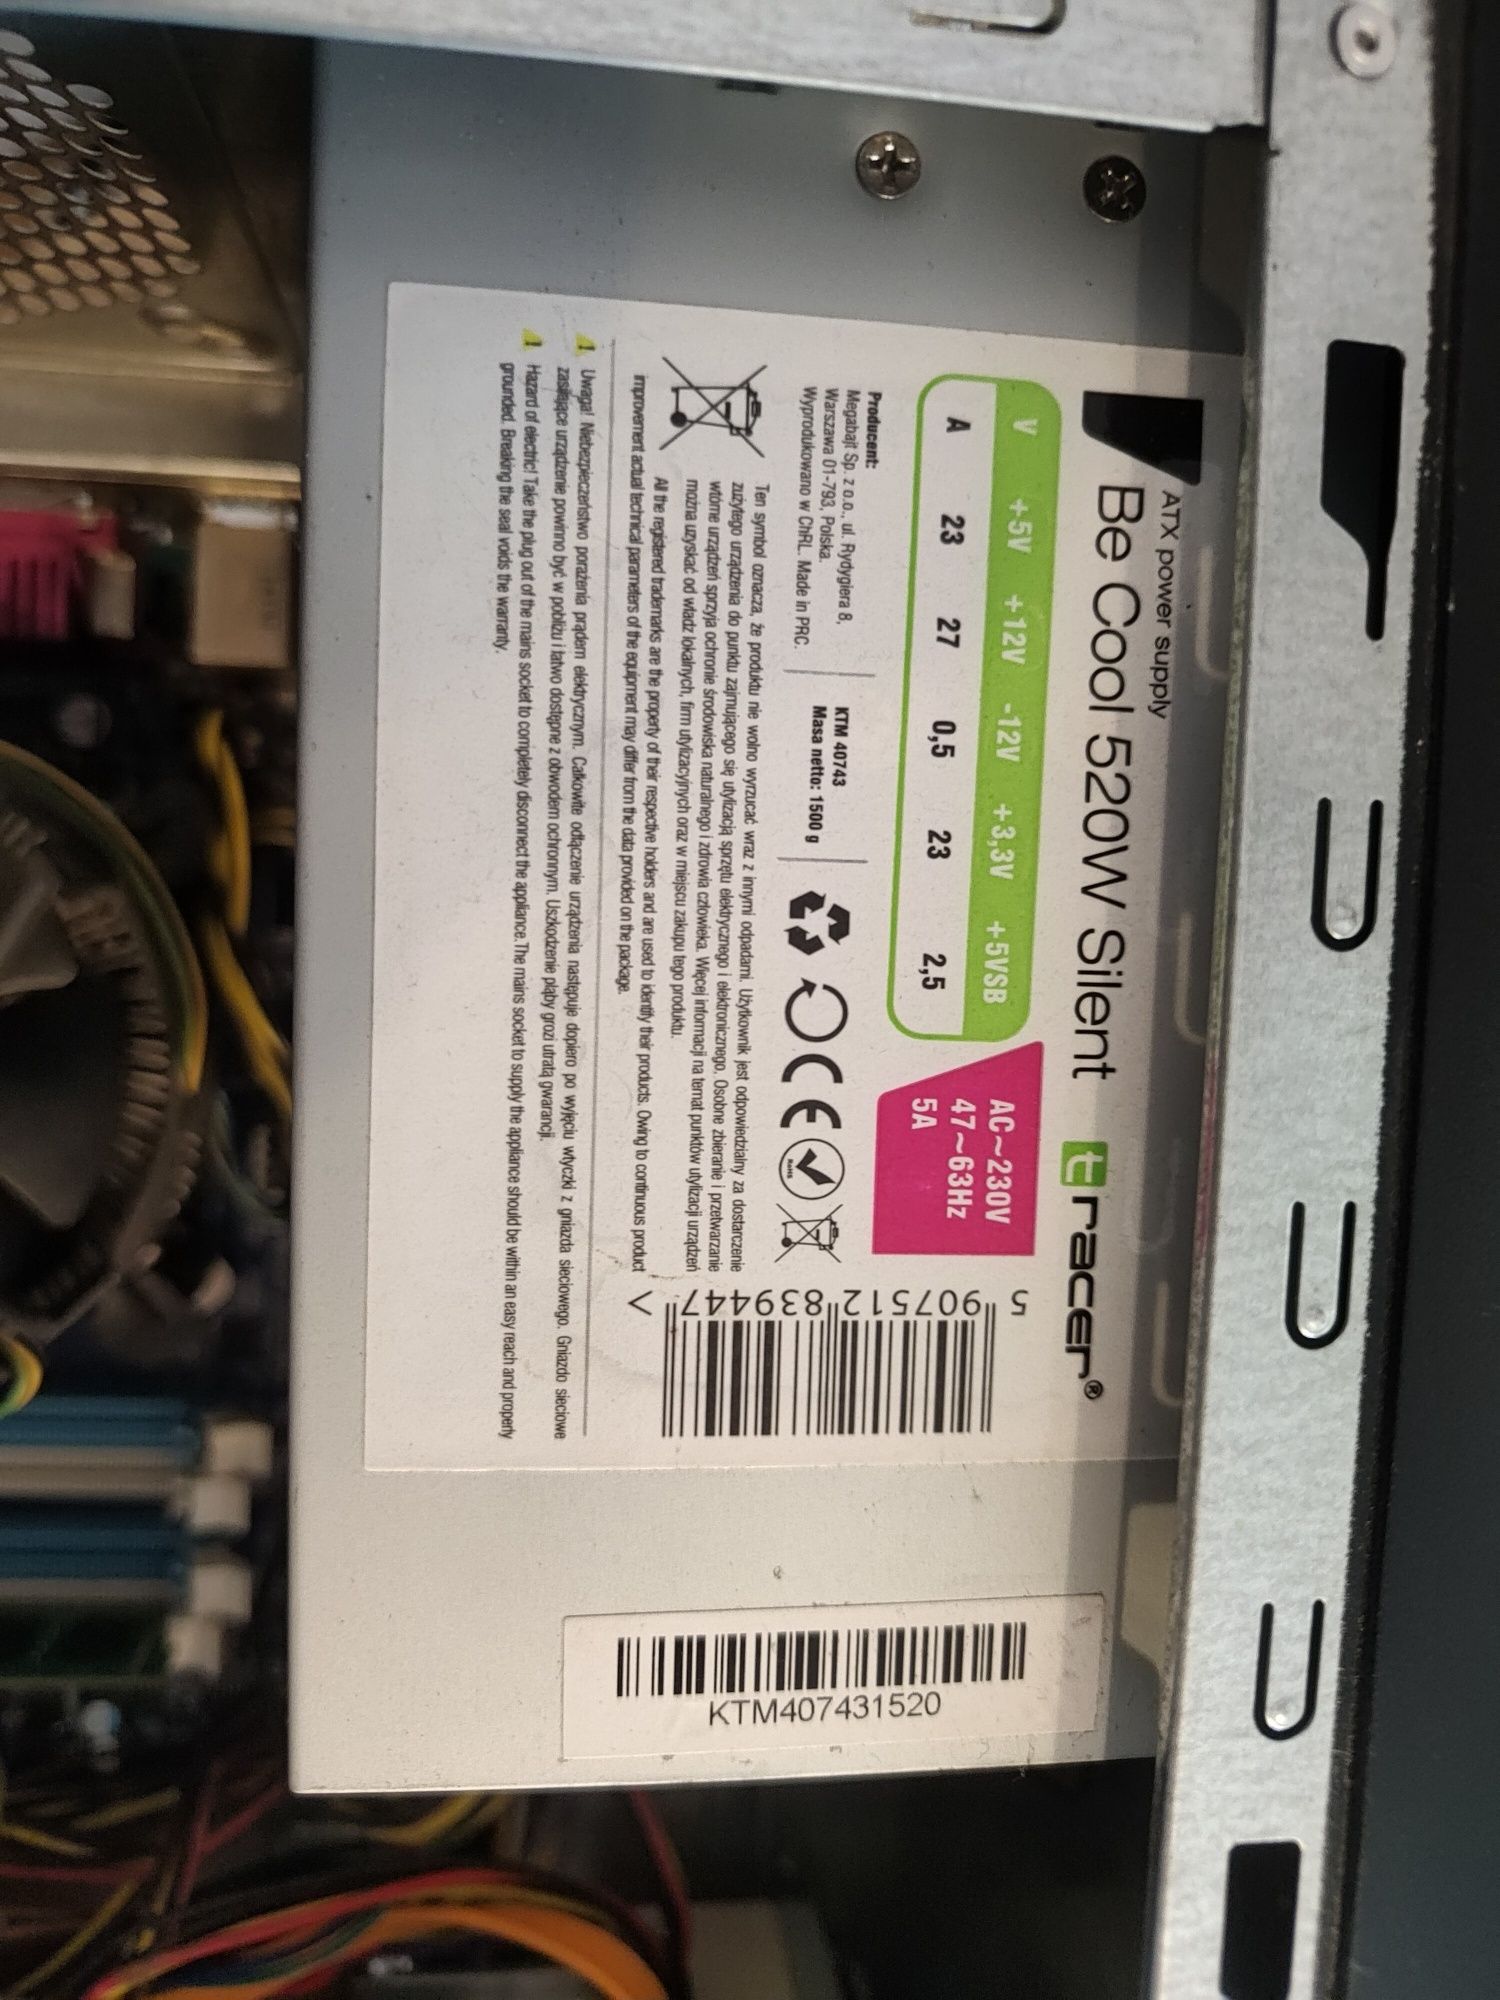 ATX power supply
Be Cool 520W Silent
tracer®
V +5V +12V -12V +3,3V +5VSB
A 23 27 0,5 23 2,5
AC~230V
47~63Hz
5A
Producent:
Megabajt Sp. z o.o., ul. Rydygiera 8,
Warszawa 01-793, Polska.
Wyprodukowano w ChRL. Made in PRC.
KTM 40743
Masa netto: 1500 g
CE
RoHS
5 907512 839447 >
Ten symbol oznacza, że produktu nie wolno wyrzucać wraz z innymi odpadami. Użytkownik jest odpowiedzialny za dostarczenie
zużytego urządzenia do punktu zajmującego się utylizacją sprzętu elektrycznego i elektronicznego. Osobne zbieranie i przetwarzanie
wtórne urządzeń sprzyja ochronie środowiska naturalnego i zdrowia człowieka. Więcej informacji na temat punktów utylizacji urządzeń
można uzyskać od władz lokalnych, firm utylizacyjnych oraz w miejscu zakupu tego produktu.
All the registered trademarks are the property of their respective holders and are used to identify their products. Owing to continuous product
improvement actual technical parameters of the equipment may differ from the data provided on the package.
Uwaga! Niebezpieczeństwo porażenia prądem elektrycznym. Całkowite odłączenie urządzenia następuje dopiero po wyjęciu wtyczki z gniazda sieciowego. Gniazdo sieciowe
zasilające urządzenie powinno być w pobliżu i łatwo dostępne z obwodem ochronnym. Uszkodzenie pląby grozi utratą gwarancji.
Hazard of electric! Take the plug out of the mains socket to completely disconnect the appliance. The mains socket to supply the appliance should be within an easy reach and properly
grounded. Breaking the seal voids the warranty.
KTM407431520